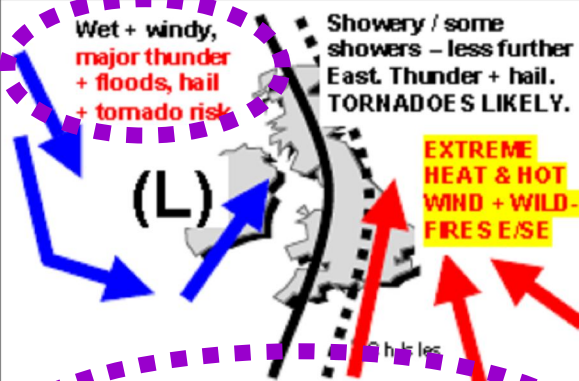 Wet + windy,
major thunder
+ floods, hail
+ tornado risk
Showery / some
showers – less further
East. Thunder + hail.
TORNADOES LIKELY.
EXTREME
HEAT & HOT
WIND + WILD-
FIRES E/SE
(L)